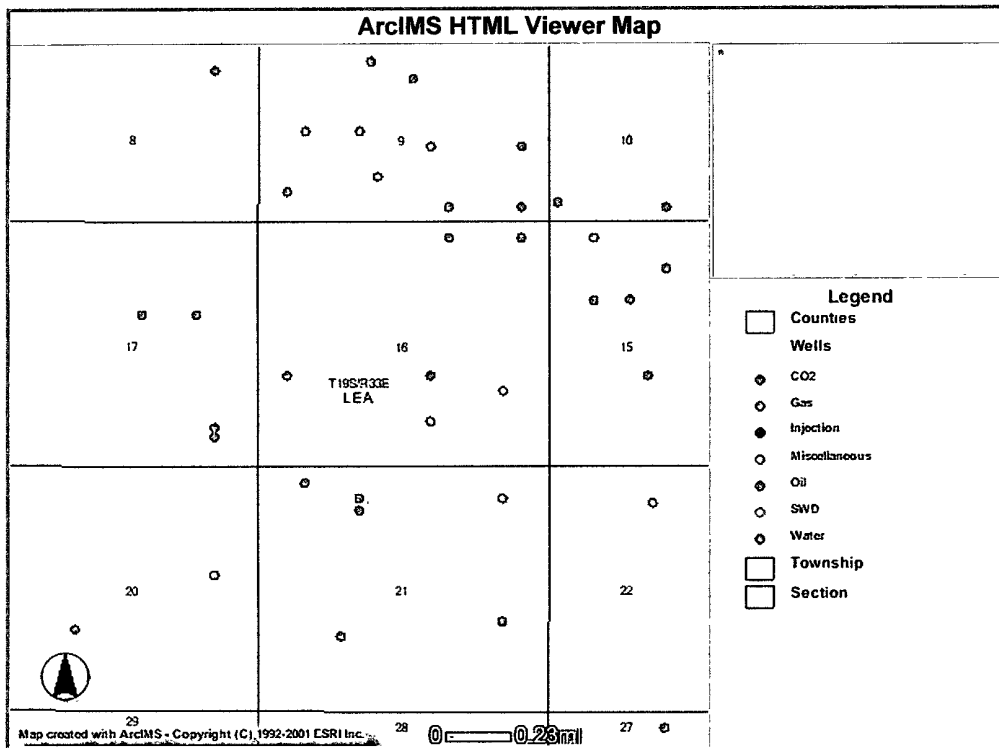 ArcIMS HTML Viewer Map
8
9
10
17
16
15
T19S/R33E
LEA
20
21
22
29
28
27
Map created with ArcIMS - Copyright (C) 1992-2001 ESRI Inc.
0 0.23mi
Legend
Counties
Wells
CO2
Gas
Injection
Miscellaneous
Oil
SWD
Water
Township
Section